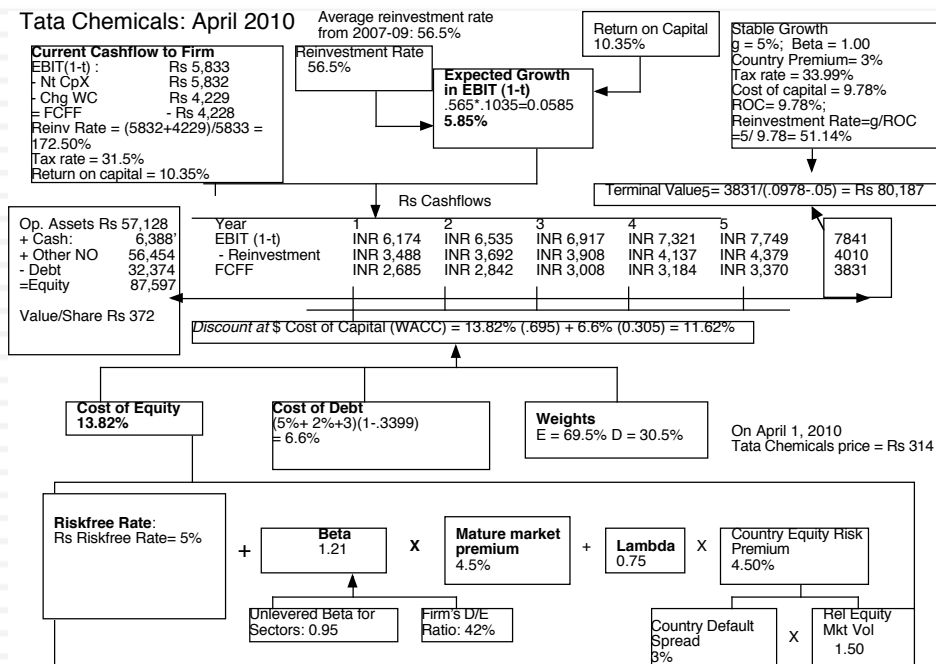 Tata Chemicals: April 2010
Average reinvestment rate
from 2007-09: 56.5%
Current Cashflow to Firm
EBIT(1-t) : Rs 5,833
- Nt CpX Rs 5,832
- Chg WC Rs 4,229
= FCFF - Rs 4,228
Reinv Rate = (5832+4229)/5833 =
172.50%
Tax rate = 31.5%
Return on capital = 10.35%
Reinvestment Rate
56.5%
Expected Growth
in EBIT (1-t)
.565*.1035=0.0585
5.85%
Return on Capital
10.35%
Stable Growth
g = 5%; Beta = 1.00
Country Premium= 3%
Tax rate = 33.99%
Cost of capital = 9.78%
ROC= 9.78%;
Reinvestment Rate=g/ROC
=5/ 9.78= 51.14%
Terminal Value5= 3831/(.0978-.05) = Rs 80,187
Rs Cashflows
Op. Assets Rs 57,128
+ Cash: 6,388’
+ Other NO 56,454
- Debt 32,374
=Equity 87,597
Value/Share Rs 372
Year 1 2 3 4 5
EBIT (1-t) INR 6,174 INR 6,535 INR 6,917 INR 7,321 INR 7,749 7841
- Reinvestment INR 3,488 INR 3,692 INR 3,908 INR 4,137 INR 4,379 4010
FCFF INR 2,685 INR 2,842 INR 3,008 INR 3,184 INR 3,370 3831
Discount at $ Cost of Capital (WACC) = 13.82% (.695) + 6.6% (0.305) = 11.62%
Cost of Equity
13.82%
Cost of Debt
(5%+ 2%+3)(1-.3399)
= 6.6%
Weights
E = 69.5% D = 30.5%
On April 1, 2010
Tata Chemicals price = Rs 314
Riskfree Rate:
Rs Riskfree Rate= 5%
+
Beta
1.21
X
Mature market
premium
4.5%
+
Lambda
0.75
X
Country Equity Risk
Premium
4.50%
Unlevered Beta for
Sectors: 0.95
Firm's D/E
Ratio: 42%
Country Default
Spread
3%
X
Rel Equity
Mkt Vol
1.50